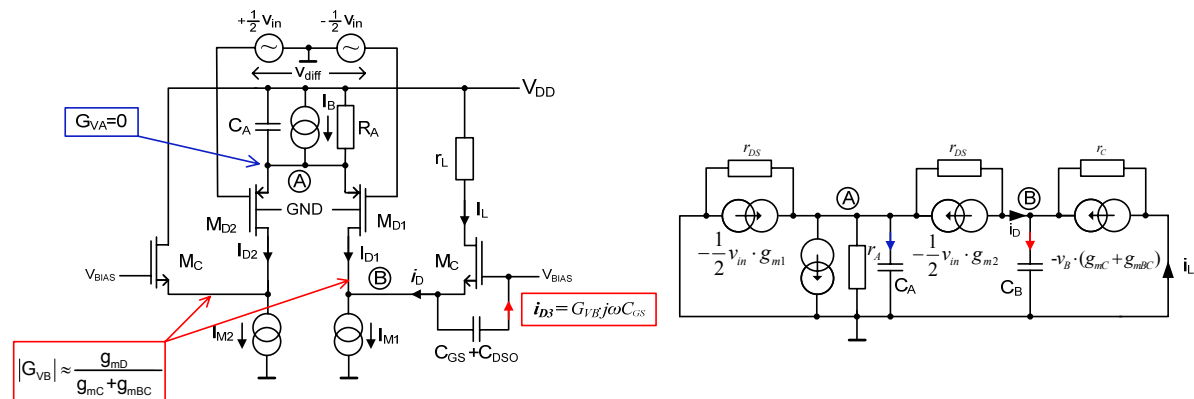 +½ v_in
-½ v_in
v_diff
V_DD
G_VA=0
C_A
I_B
R_A
r_L
A
M_D2
GND
M_D1
I_L
V_BIAS
M_C
I_D2
I_D1
B
i_D
M_C
V_BIAS
i_D3 = G_VB·jωC_GS
I_M2
I_M1
C_GS+C_DSO
|G_VB| ≈ g_mD / (g_mC+g_mBC)
r_DS
r_DS
r_C
A
B
i_D
-½ v_in · g_m1
r_A
C_A
-½ v_in · g_m2
C_B
-v_B · (g_mC + g_mBC)
i_L